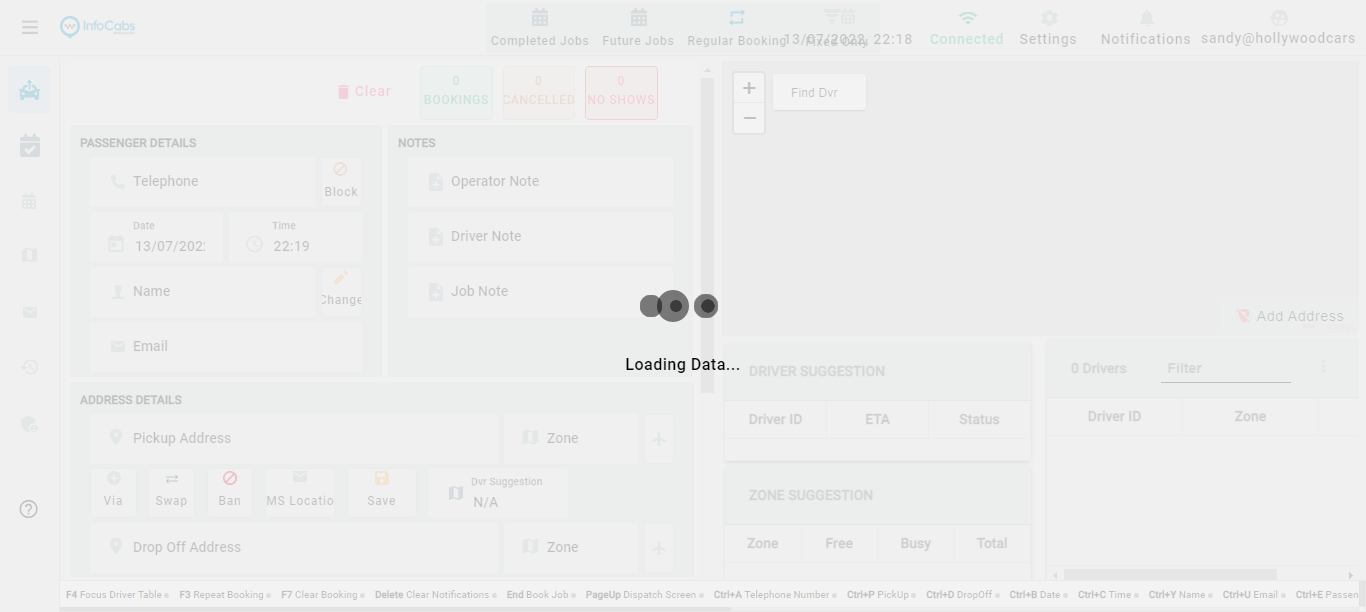 InfoCabs
Completed Jobs
Future Jobs
Regular Booking
Fixed Only
13/07/2022, 22:18
Connected
Settings
Notifications
sandy@hollywoodcars
Clear
0
BOOKINGS
0
CANCELLED
0
NO SHOWS
PASSENGER DETAILS
Telephone
Block
Date
13/07/202
Time
22:19
Name
Change
Email
NOTES
Operator Note
Driver Note
Job Note
+
−
Find Dvr
Add Address
Loading Data...
ADDRESS DETAILS
Pickup Address
Zone
Via
Swap
Ban
MS Locatio
Save
Dvr Suggestion
N/A
Drop Off Address
Zone
DRIVER SUGGESTION
Driver ID ETA Status
ZONE SUGGESTION
Zone Free Busy Total
0 Drivers
Filter
Driver ID Zone
F4 Focus Driver Table F3 Repeat Booking F7 Clear Booking Delete Clear Notifications End Book Job PageUp Dispatch Screen Ctrl+A Telephone Number Ctrl+P PickUp Ctrl+D DropOff Ctrl+B Date Ctrl+C Time Ctrl+Y Name Ctrl+U Email Ctrl+E Passen